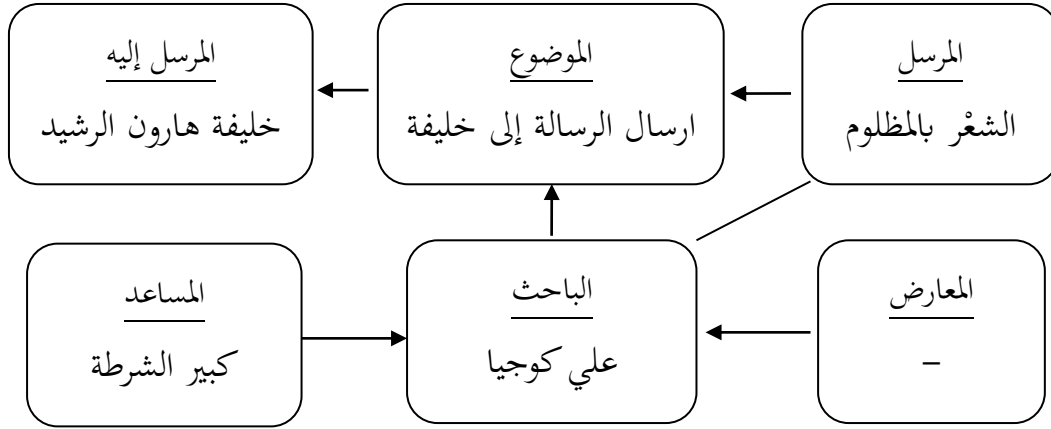 المرسل
الشعْر بالمظلوم
الموضوع
ارسال الرسالة إلى خليفة
المرسل إليه
خليفة هارون الرشيد
المعارض
–
الباحث
علي كوجيا
المساعد
كبير الشرطة